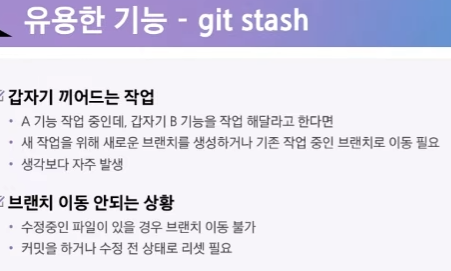 유용한 기능 - git stash
갑자기 끼어드는 작업
• A 기능 작업 중인데, 갑자기 B 기능을 작업 해달라고 한다면
• 새 작업을 위해 새로운 브랜치를 생성하거나 기존 작업 중인 브랜치로 이동 필요
• 생각보다 자주 발생
브랜치 이동 안되는 상황
• 수정중인 파일이 있을 경우 브랜치 이동 불가
• 커밋을 하거나 수정 전 상태로 리셋 필요